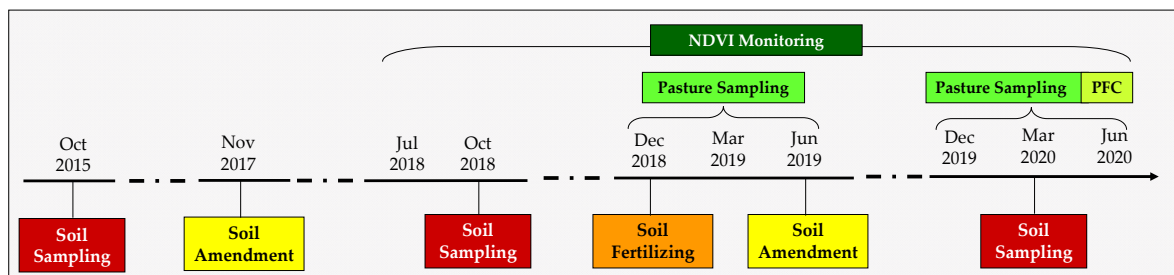 NDVI Monitoring
Pasture Sampling
Pasture Sampling PFC
Oct
2015
Nov
2017
Jul
2018
Oct
2018
Dec
2018
Mar
2019
Jun
2019
Dec
2019
Mar
2020
Jun
2020
Soil
Sampling
Soil
Amendment
Soil
Sampling
Soil
Fertilizing
Soil
Amendment
Soil
Sampling